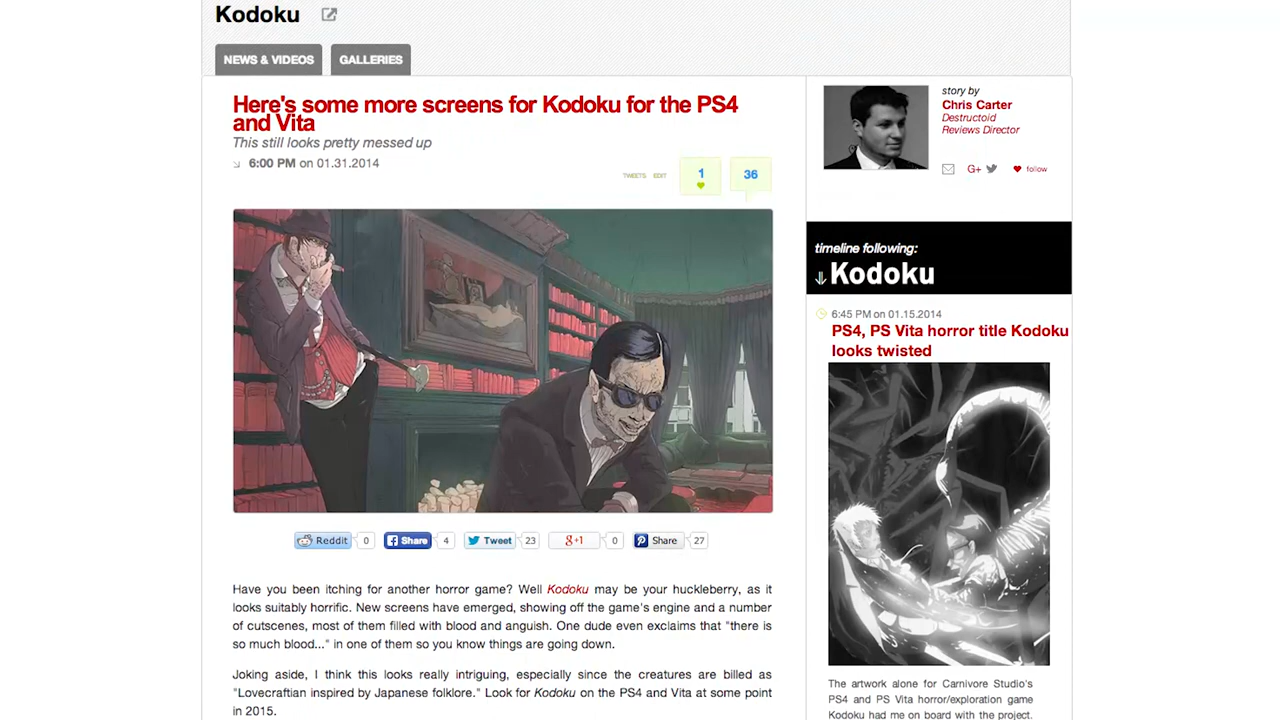 Kodoku
NEWS & VIDEOS
GALLERIES
Here's some more screens for Kodoku for the PS4
and Vita
This still looks pretty messed up
6:00 PM on 01.31.2014
TWEETS EDIT
1
36
Reddit 0
Share 4
Tweet 23
g+1 0
Share 27
Have you been itching for another horror game? Well Kodoku may be your huckleberry, as it
looks suitably horrific. New screens have emerged, showing off the game's engine and a number
of cutscenes, most of them filled with blood and anguish. One dude even exclaims that "there is
so much blood..." in one of them so you know things are going down.
Joking aside, I think this looks really intriguing, especially since the creatures are billed as
"Lovecraftian inspired by Japanese folklore." Look for Kodoku on the PS4 and Vita at some point
in 2015.
story by
Chris Carter
Destructoid
Reviews Director
G+
follow
timeline following:
Kodoku
6:45 PM on 01.15.2014
PS4, PS Vita horror title Kodoku
looks twisted
The artwork alone for Carnivore Studio's
PS4 and PS Vita horror/exploration game
Kodoku had me on board with the project.